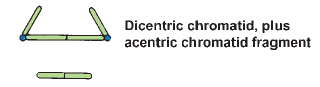 Dicentric chromatid, plus
acentric chromatid fragment